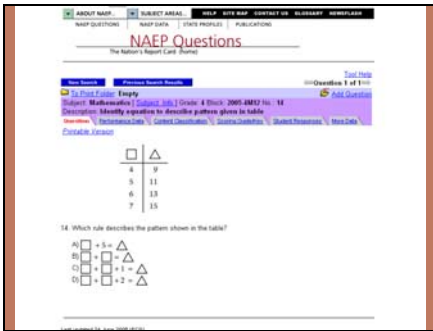 ABOUT NAEP... SUBJECT AREAS... HELP SITE MAP CONTACT US GLOSSARY NEWSFLASH
NAEP QUESTIONS NAEP DATA STATE PROFILES PUBLICATIONS
NAEP Questions
The Nation's Report Card (home)
Tool Help
New Search Previous Search Results Question 1 of 1
To Print Folder Empty Add Question
Subject: Mathematics [Subject Info] Grade: 4 Block: 2005-4M12 No.: 14
Description: Identify equation to describe pattern given in table
Question Performance Data Content Classification Scoring Guide/Key Student Responses More Data
Printable Version
□ △
4 9
5 11
6 13
7 15
14. Which rule describes the pattern shown in the table?
A) □ + 5 = △
B) □ + □ = △
C) □ + □ + 1 = △
D) □ + □ + 2 = △